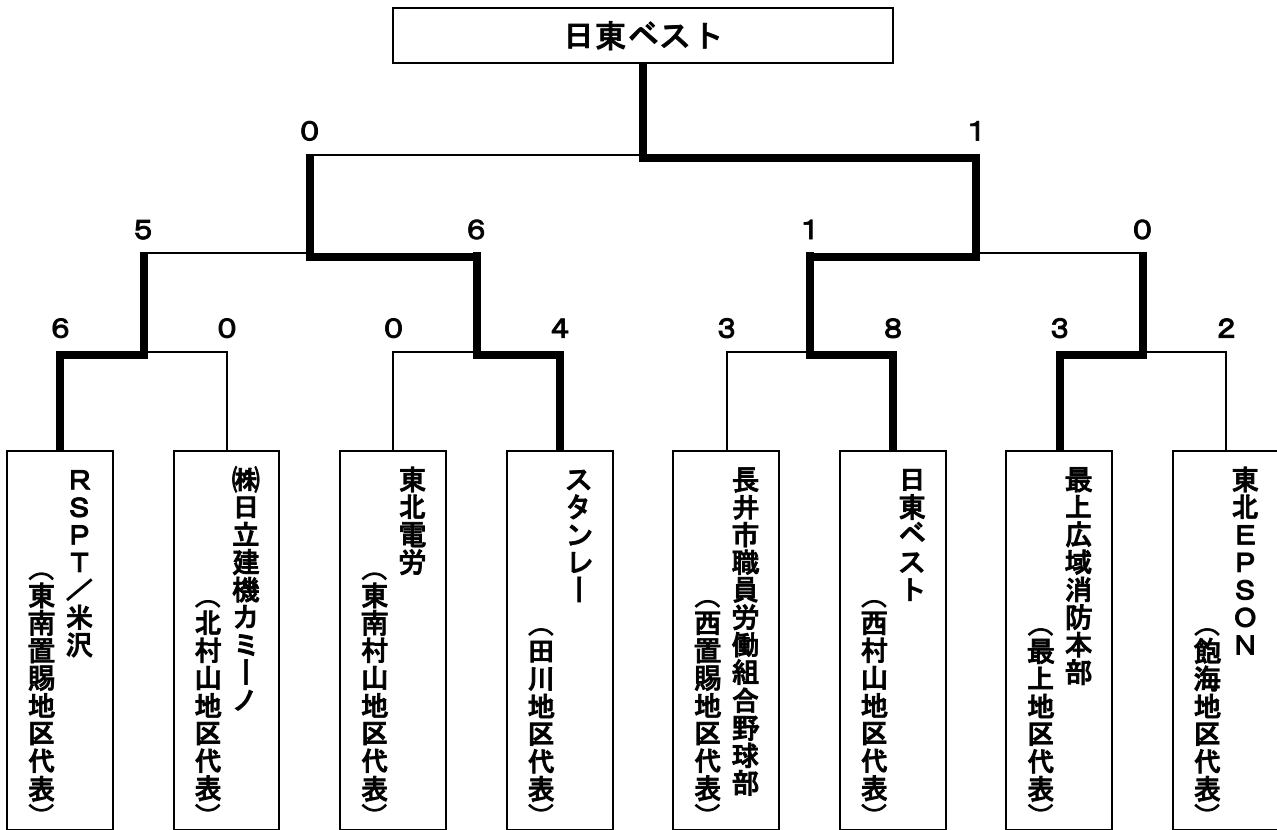 日東ベスト
0
1
5
6
1
0
6
0
0
4
3
8
3
2
RSPT/米沢
(東南置賜地区代表)
㈱日立建機カミーノ
(北村山地区代表)
東北電労
(東南村山地区代表)
スタンレー
(田川地区代表)
長井市職員労働組合野球部
(西置賜地区代表)
日東ベスト
(西村山地区代表)
最上広域消防本部
(最上地区代表)
東北EPSON
(飽海地区代表)